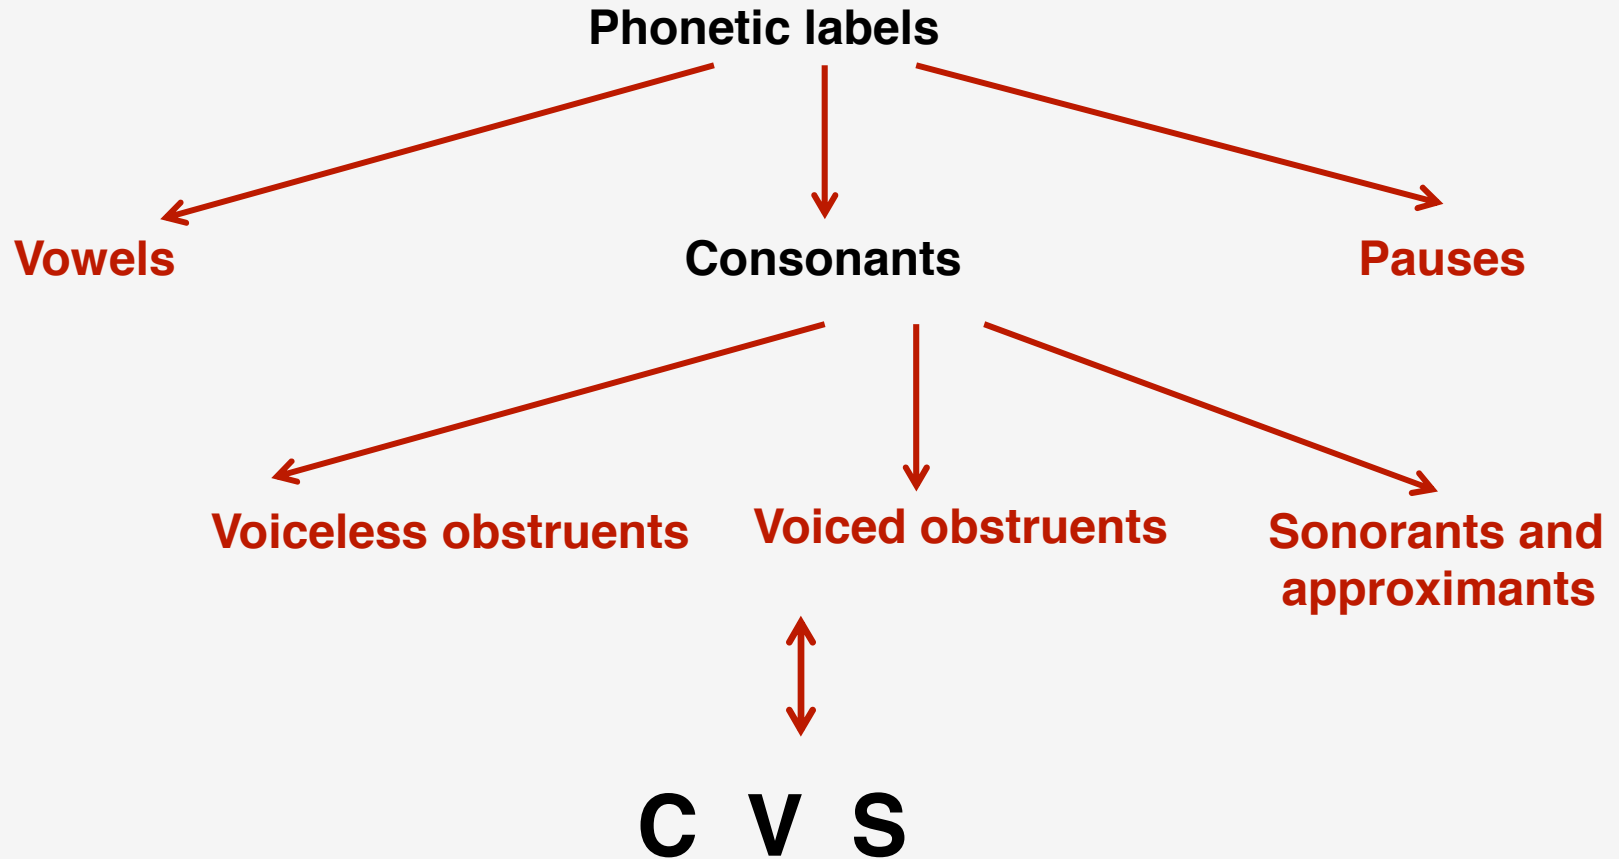 Phonetic labels
Vowels
Consonants
Pauses
Voiceless obstruents
Voiced obstruents
Sonorants and
approximants
C V S